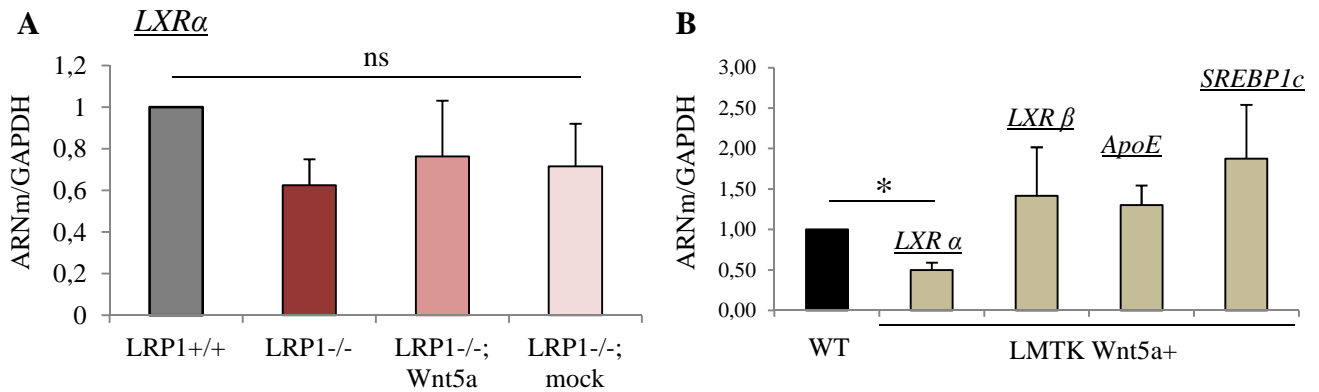 A
LXRα
ns
ARNm/GAPDH
1,2
1
0,8
0,6
0,4
0,2
0
LRP1+/+
LRP1-/-
LRP1-/-;
Wnt5a
LRP1-/-;
mock
B
ARNm/GAPDH
3,00
2,50
2,00
1,50
1,00
0,50
0,00
*
LXR α
LXR β
ApoE
SREBP1c
WT
LMTK Wnt5a+